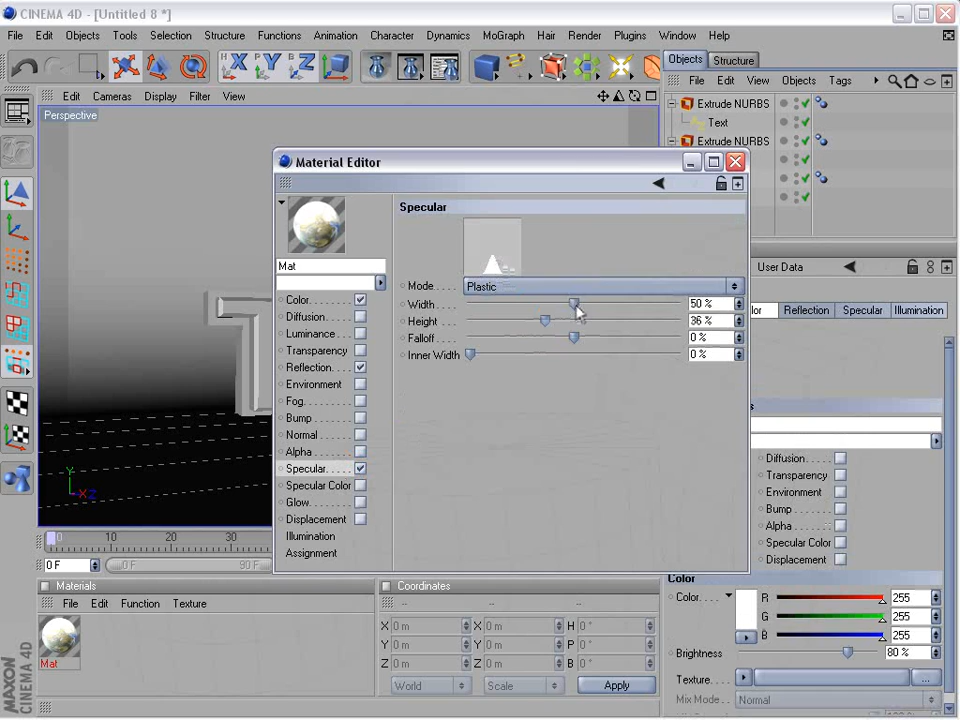 CINEMA 4D - [Untitled 8 *]
File Edit Objects Tools Selection Structure Functions Animation Character Dynamics MoGraph Hair Render Plugins Window Help
X Y Z
Objects Structure
File Edit View Objects Tags
Edit Cameras Display Filter View
Perspective
Extrude NURBS
Text
Extrude NURBS
Material Editor
Specular
Mat
Mode Plastic
Width 50 %
Height 36 %
Falloff 0 %
Inner Width 0 %
Color
Diffusion
Luminance
Transparency
Reflection
Environment
Fog
Bump
Normal
Alpha
Specular
Specular Color
Glow
Displacement
Illumination
Assignment
User Data
lor Reflection Specular Illumination
s
Diffusion
Transparency
Environment
Bump
Alpha
Specular Color
Displacement
Color
Color R 255
G 255
B 255
Brightness 80 %
Texture ...
Mix Mode Normal
Y
X Z
0 10 20 30
0 F 0 F 90 F
Materials
File Edit Function Texture
Mat
Coordinates
-- -- --
X 0 m X 0 m H 0 °
Y 0 m Y 0 m P 0 °
Z 0 m Z 0 m B 0 °
World Scale Apply
MAXON
CINEMA 4D